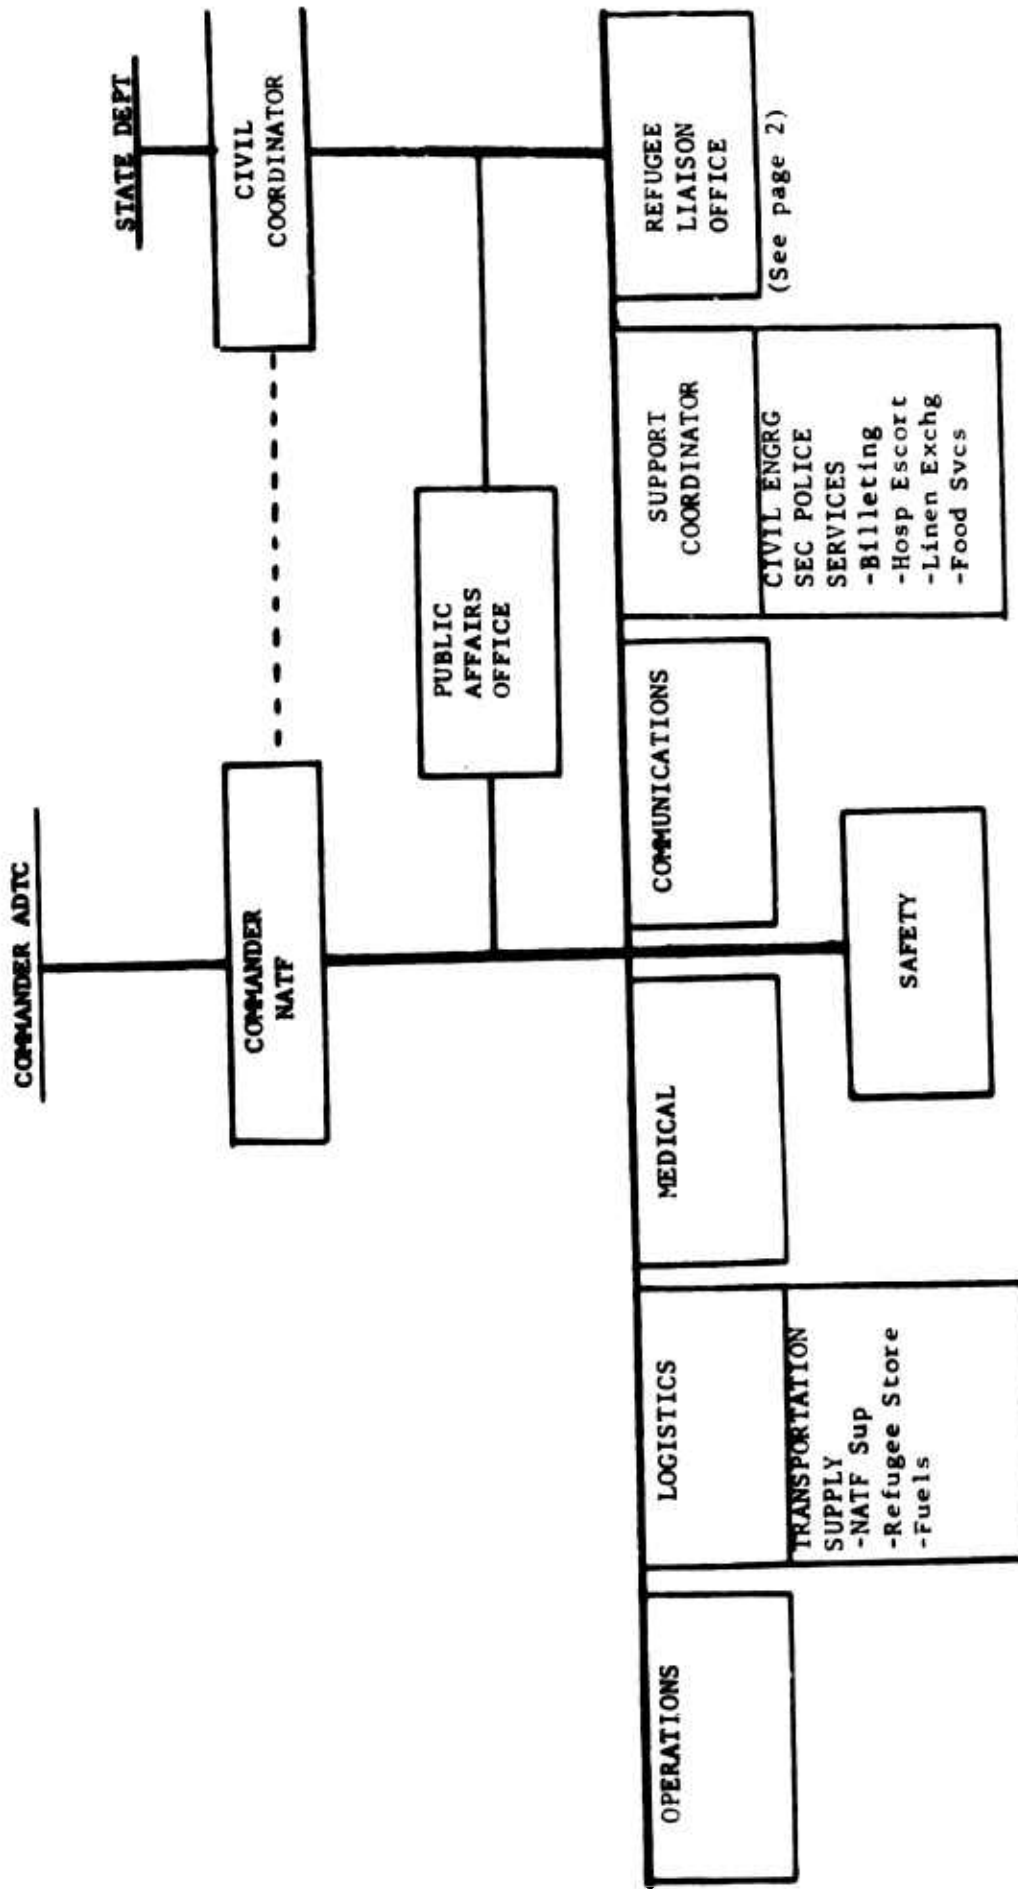 COMMANDER ADTC
STATE DEPT
COMMANDER
NATF
CIVIL
COORDINATOR
PUBLIC
AFFAIRS
OFFICE
OPERATIONS
LOGISTICS
TRANSPORTATION
SUPPLY
-NATF Sup
-Refugee Store
-Fuels
MEDICAL
COMMUNICATIONS
SUPPORT
COORDINATOR
CIVIL ENGRG
SEC POLICE
SERVICES
-Billeting
-Hosp Escort
-Linen Exchg
-Food Svcs
REFUGEE
LIAISON
OFFICE
(See page 2)
SAFETY